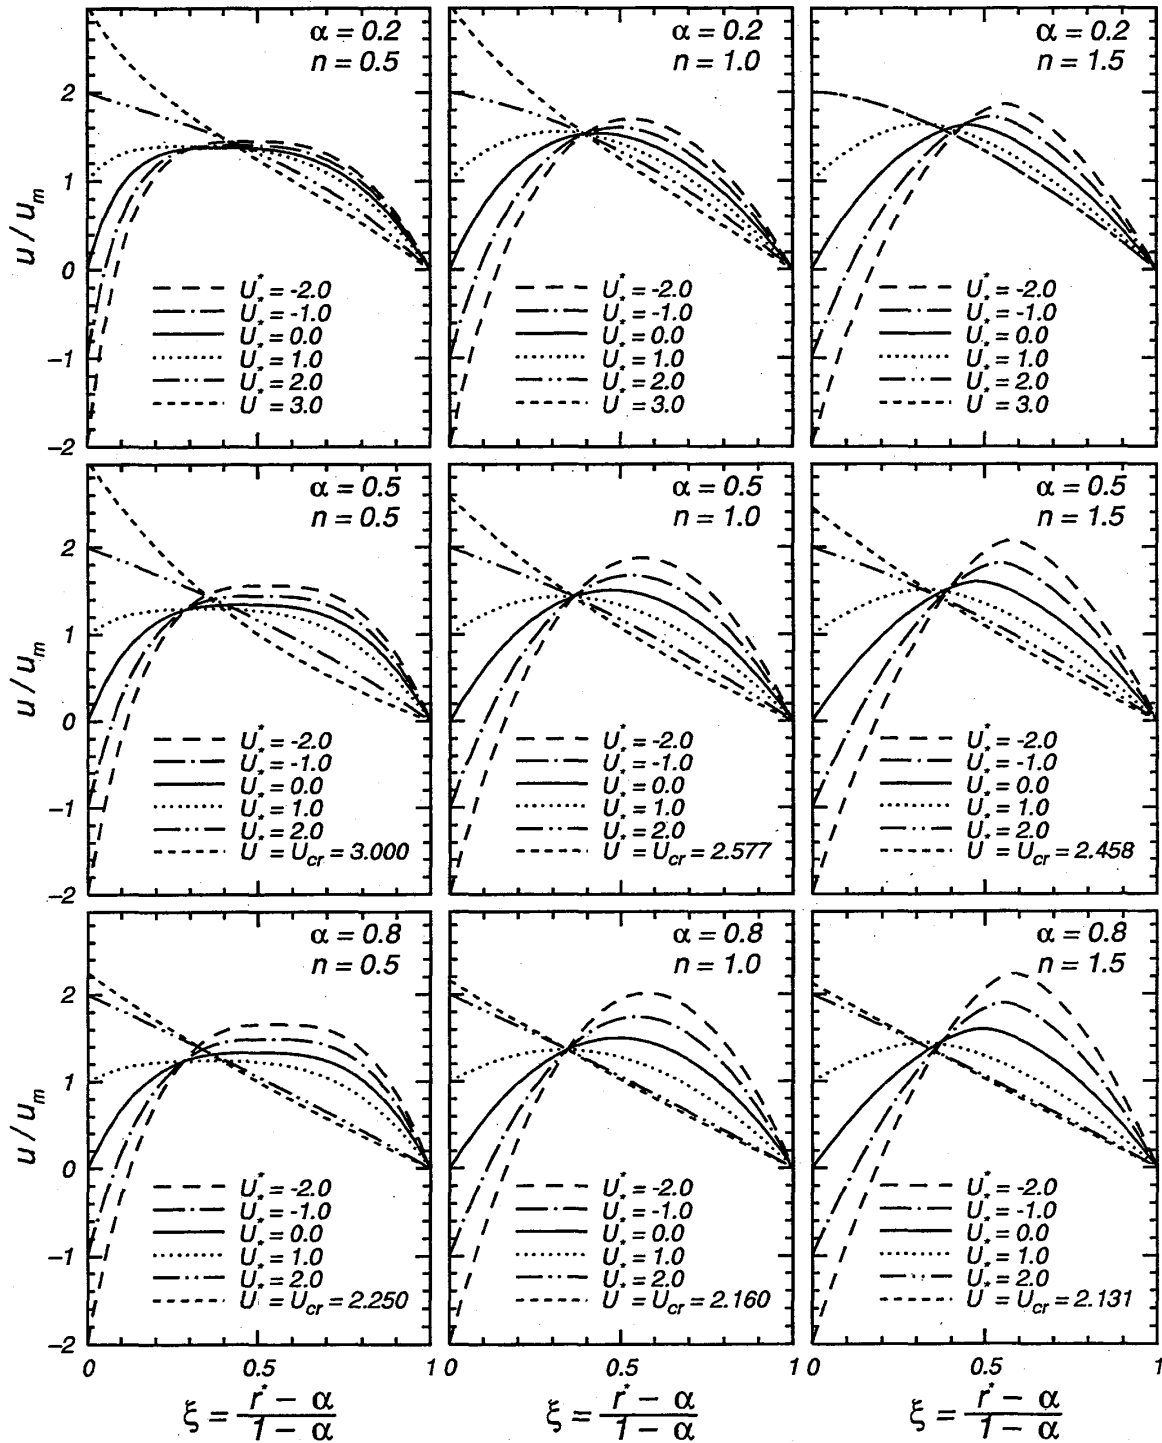 α = 0.2
n = 0.5
α = 0.2
n = 1.0
α = 0.2
n = 1.5
2
1
0
−1
−2
u / u_m
U* = -2.0
U* = -1.0
U* = 0.0
U* = 1.0
U* = 2.0
U* = 3.0
U* = -2.0
U* = -1.0
U* = 0.0
U* = 1.0
U* = 2.0
U* = 3.0
U* = -2.0
U* = -1.0
U* = 0.0
U* = 1.0
U* = 2.0
U* = 3.0
α = 0.5
n = 0.5
α = 0.5
n = 1.0
α = 0.5
n = 1.5
2
1
0
−1
−2
u / u_m
U* = -2.0
U* = -1.0
U* = 0.0
U* = 1.0
U* = 2.0
U* = U_cr = 3.000
U* = -2.0
U* = -1.0
U* = 0.0
U* = 1.0
U* = 2.0
U* = U_cr = 2.577
U* = -2.0
U* = -1.0
U* = 0.0
U* = 1.0
U* = 2.0
U* = U_cr = 2.458
α = 0.8
n = 0.5
α = 0.8
n = 1.0
α = 0.8
n = 1.5
2
1
0
−1
−2
u / u_m
U* = -2.0
U* = -1.0
U* = 0.0
U* = 1.0
U* = 2.0
U* = U_cr = 2.250
U* = -2.0
U* = -1.0
U* = 0.0
U* = 1.0
U* = 2.0
U* = U_cr = 2.160
U* = -2.0
U* = -1.0
U* = 0.0
U* = 1.0
U* = 2.0
U* = U_cr = 2.131
0 0.5 1
0 0.5 1
0 0.5 1
ξ = r* − α / 1 − α
ξ = r* − α / 1 − α
ξ = r* − α / 1 − α